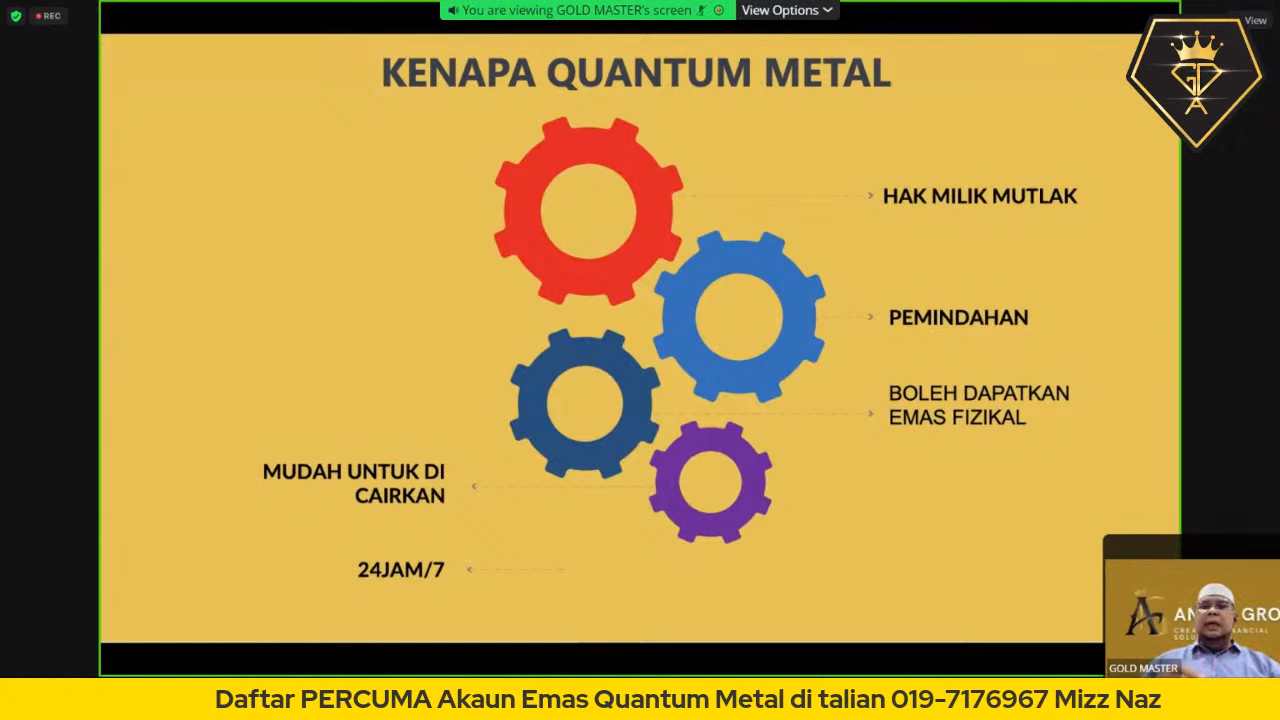 REC
You are viewing GOLD MASTER's screen
View Options
View
KENAPA QUANTUM METAL
HAK MILIK MUTLAK
PEMINDAHAN
BOLEH DAPATKAN
EMAS FIZIKAL
MUDAH UNTUK DI
CAIRKAN
24JAM/7
GRO
GOLD MASTER
Daftar PERCUMA Akaun Emas Quantum Metal di talian 019-7176967 Mizz Naz